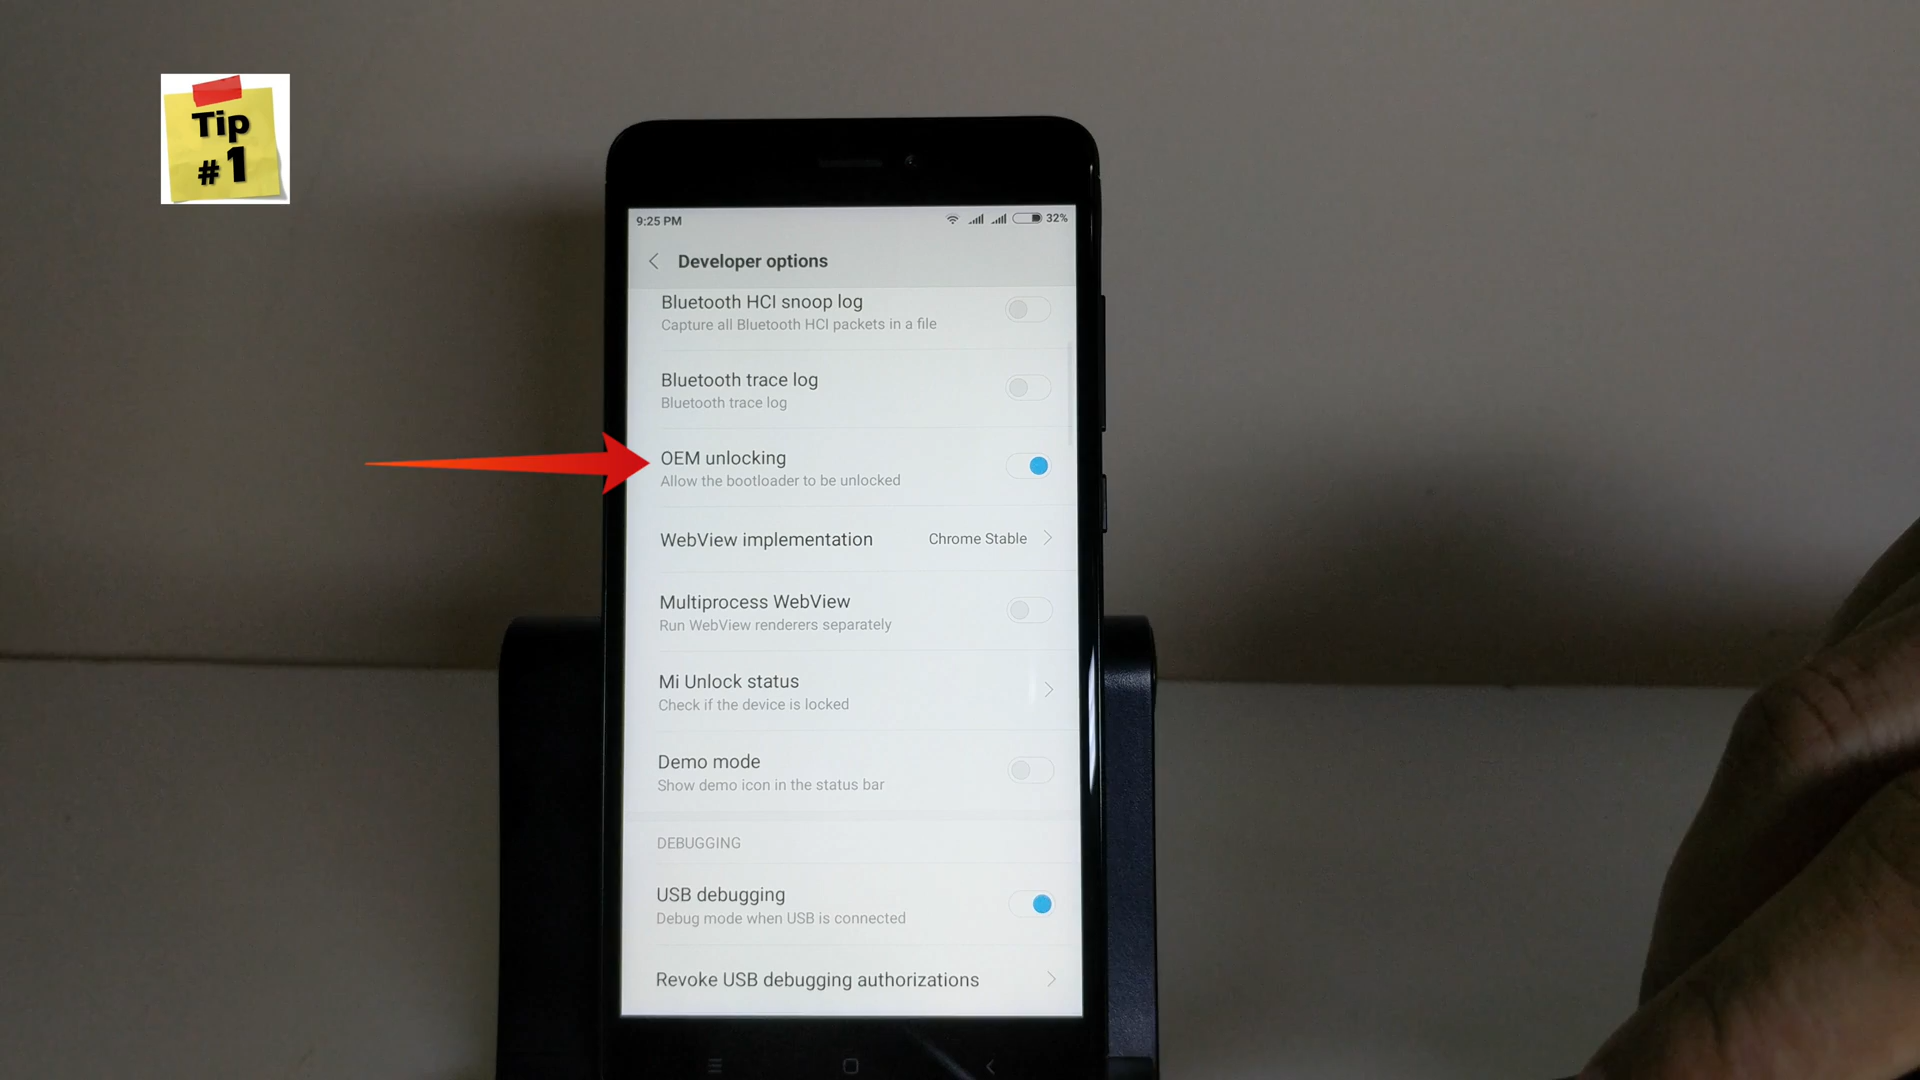 Tip
#1
9:25 PM
32%
Developer options
Bluetooth HCI snoop log
Capture all Bluetooth HCI packets in a file
Bluetooth trace log
Bluetooth trace log
OEM unlocking
Allow the bootloader to be unlocked
WebView implementation
Chrome Stable
Multiprocess WebView
Run WebView renderers separately
Mi Unlock status
Check if the device is locked
Demo mode
Show demo icon in the status bar
DEBUGGING
USB debugging
Debug mode when USB is connected
Revoke USB debugging authorizations